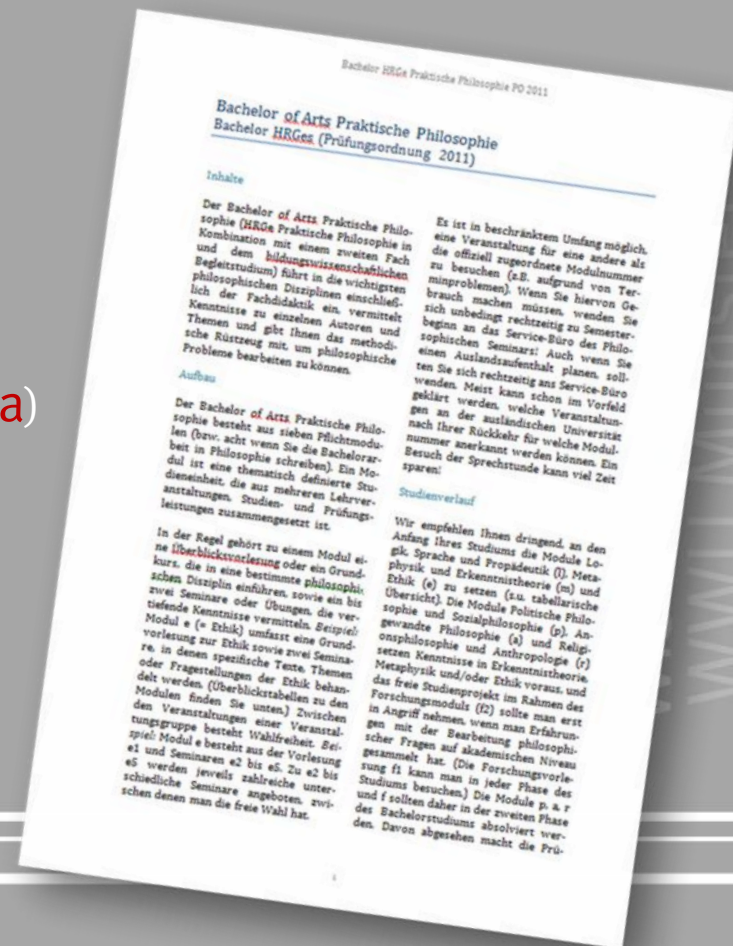 a)
Bachelor HRGe Praktische Philosophie PO 2011
Bachelor of Arts Praktische Philosophie
Bachelor HRGes (Prüfungsordnung 2011)
Inhalte
Der Bachelor of Arts Praktische Philo-
sophie (HRGe Praktische Philosophie in
Kombination mit einem zweiten Fach
und dem bildungswissenschaftlichen
Begleitstudium) führt in die wichtigsten
philosophischen Disziplinen einschließ-
lich der Fachdidaktik ein, vermittelt
Kenntnisse zu einzelnen Autoren und
Themen und gibt Ihnen das methodi-
sche Rüstzeug mit, um philosophische
Probleme bearbeiten zu können.
Aufbau
Der Bachelor of Arts Praktische Philo-
sophie besteht aus sieben Pflichtmodu-
len (bzw. acht wenn Sie die Bachelorar-
beit in Philosophie schreiben). Ein Mo-
dul ist eine thematisch definierte Stu-
dieneinheit, die aus mehreren Lehrver-
anstaltungen, Studien- und Prüfungs-
leistungen zusammengesetzt ist.
In der Regel gehört zu einem Modul ei-
ne Überblicksvorlesung oder ein Grund-
kurs, die in eine bestimmte philosophi-
schen Disziplin einführen, sowie ein bis
zwei Seminare oder Übungen, die ver-
tiefende Kenntnisse vermitteln. Beispiel:
Modul e (= Ethik) umfasst eine Grund-
vorlesung zur Ethik sowie zwei Semina-
re, in denen spezifische Texte, Themen
oder Fragestellungen der Ethik behan-
delt werden. (Überblickstabellen zu den
Modulen finden Sie unten.) Zwischen
den Veranstaltungen einer Veranstal-
tungsgruppe besteht Wahlfreiheit. Bei-
spiel: Modul e besteht aus der Vorlesung
e1 und Seminaren e2 bis e5. Zu e2 bis
e5 werden jeweils zahlreiche unter-
schiedliche Seminare angeboten, zwi-
schen denen man die freie Wahl hat.
Es ist in beschränktem Umfang möglich,
eine Veranstaltung für eine andere als
die offiziell zugeordnete Modulnummer
zu besuchen (z.B. aufgrund von Ter-
minproblemen). Wenn Sie hiervon Ge-
brauch machen müssen, wenden Sie
sich unbedingt rechtzeitig zu Semester-
beginn an das Service-Büro des Philo-
sophischen Seminars! Auch wenn Sie
einen Auslandsaufenthalt planen, soll-
ten Sie sich rechtzeitig ans Service-Büro
wenden. Meist kann schon im Vorfeld
geklärt werden, welche Veranstaltun-
gen an der ausländischen Universität
nach Ihrer Rückkehr für welche Modul-
nummer anerkannt werden können. Ein
Besuch der Sprechstunde kann viel Zeit
sparen!
Studienverlauf
Wir empfehlen Ihnen dringend, an den
Anfang Ihres Studiums die Module Lo-
gik, Sprache und Propädeutik (l), Meta-
physik und Erkenntnistheorie (m) und
Ethik (e) zu setzen (s.u. tabellarische
Übersicht). Die Module Politische Philo-
sophie und Sozialphilosophie (p), An-
gewandte Philosophie (a) und Religi-
onsphilosophie und Anthropologie (r)
setzen Kenntnisse in Erkenntnistheorie,
Metaphysik und/oder Ethik voraus, und
das freie Studienprojekt im Rahmen des
Forschungsmoduls (f2) sollte man erst
in Angriff nehmen, wenn man Erfahrun-
gen mit der Bearbeitung philosophi-
scher Fragen auf akademischen Niveau
gesammelt hat. (Die Forschungsvorle-
sung f1 kann man in jeder Phase des
Studiums besuchen.) Die Module p, a, r
und f sollten daher in der zweiten Phase
des Bachelorstudiums absolviert wer-
den. Davon abgesehen macht die Prü-